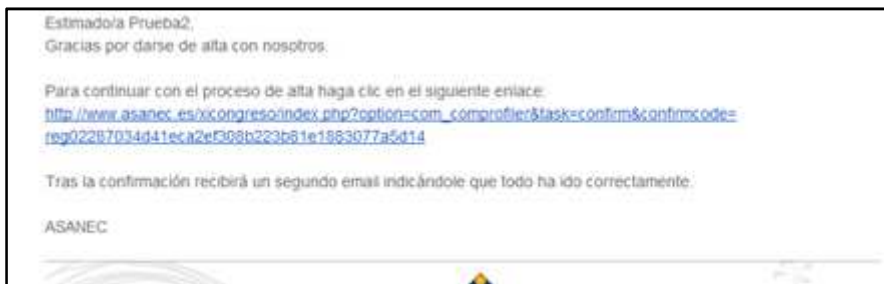 Estimado/a Prueba2,
Gracias por darse de alta con nosotros.
Para continuar con el proceso de alta haga clic en el siguiente enlace:
http://www.asanec.es/xicongreso/index.php?option=com_comprofiler&task=confirm&confirmcode=
reg02287034d41eca2ef308b223b81e1883077a5d14
Tras la confirmación recibirá un segundo email indicándole que todo ha ido correctamente.
ASANEC